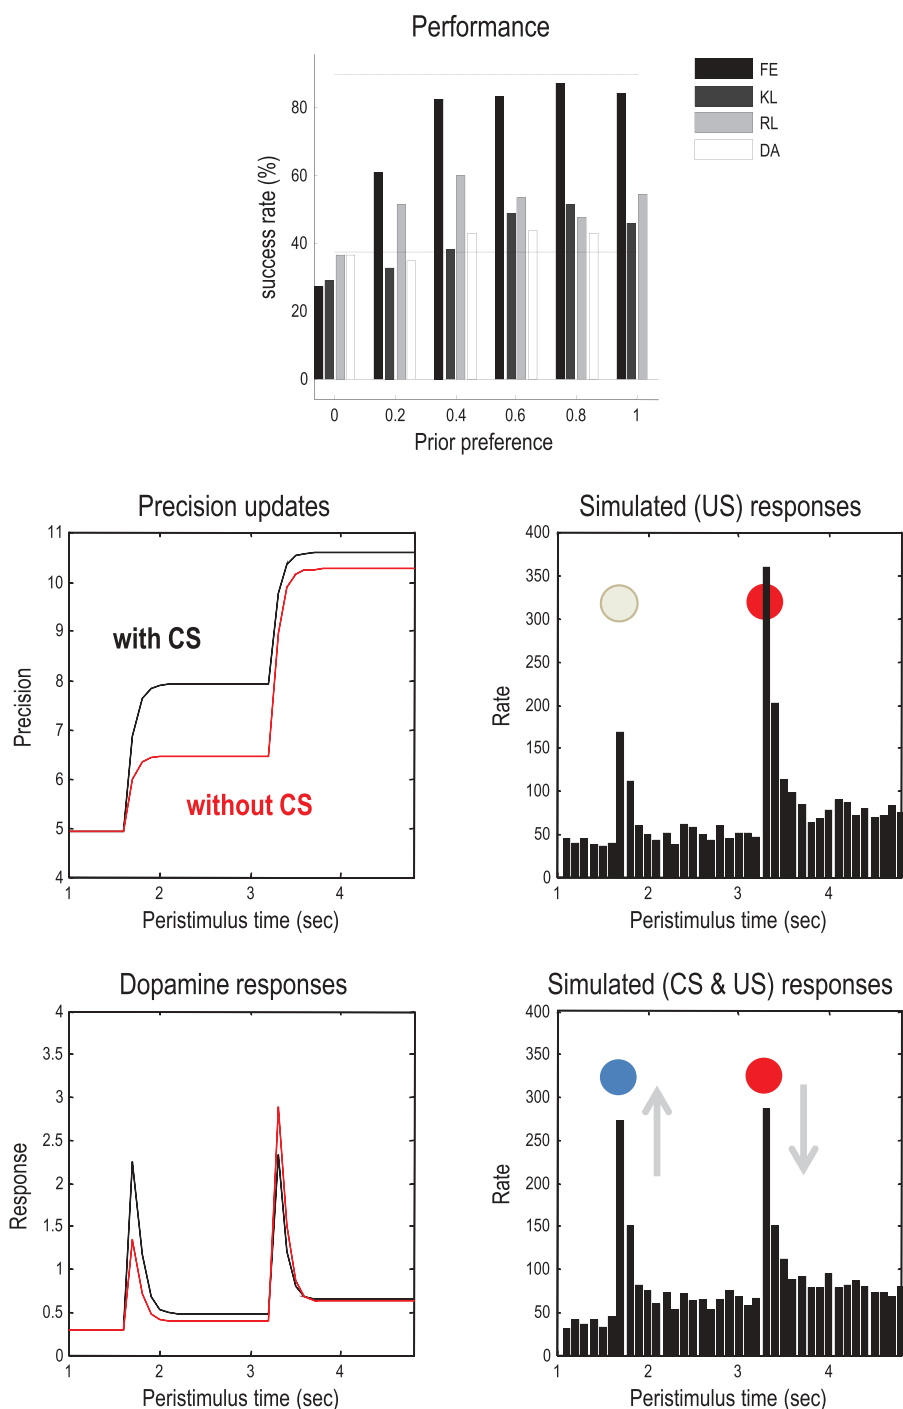 Performance
FE
KL
RL
DA
success rate (%)
80
60
40
20
0
0 0.2 0.4 0.6 0.8 1
Prior preference
Precision updates
Precision
11
10
9
8
7
6
5
4
with CS
without CS
1 2 3 4
Peristimulus time (sec)
Simulated (US) responses
Rate
400
350
300
250
200
150
100
50
0
1 2 3 4
Peristimulus time (sec)
Dopamine responses
Response
4
3.5
3
2.5
2
1.5
1
0.5
0
1 2 3 4
Peristimulus time (sec)
Simulated (CS & US) responses
Rate
400
350
300
250
200
150
100
50
0
1 2 3 4
Peristimulus time (sec)